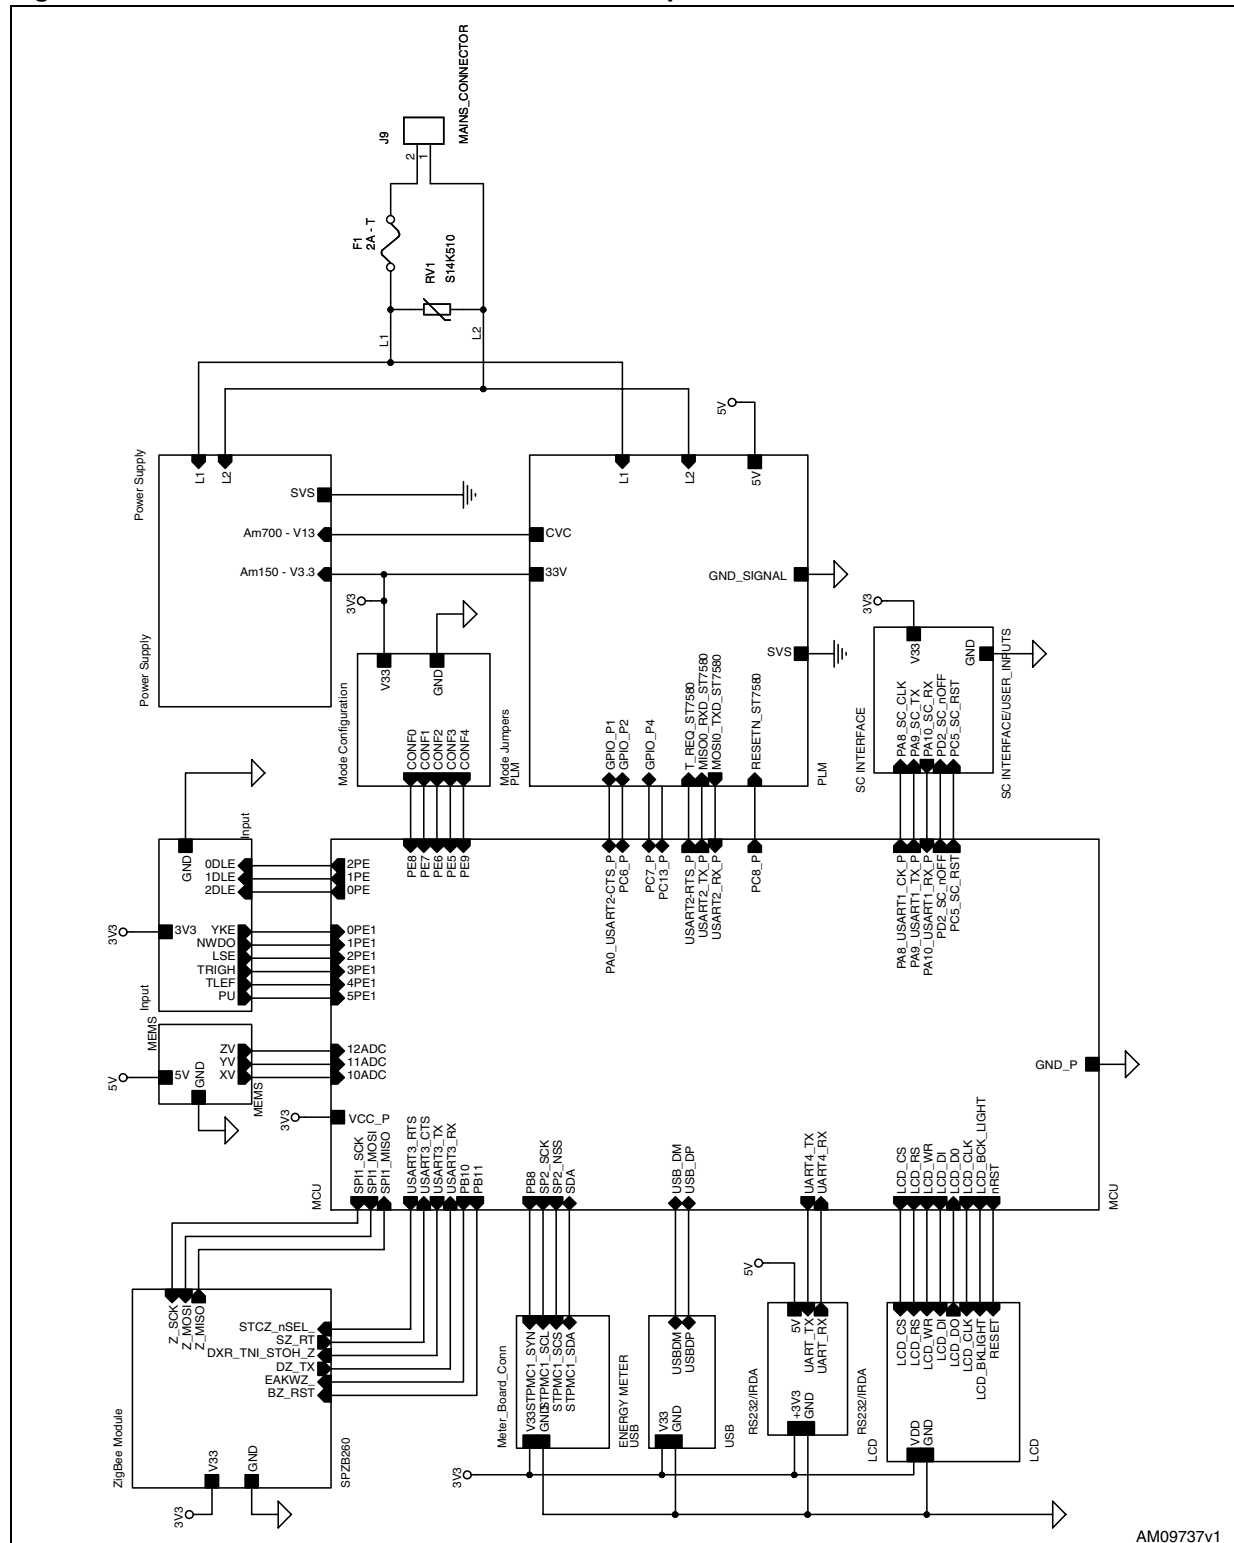 MAINS_CONNECTOR
J9
2
1
F1
2A - T
RV1
S14K510
L1
L2
Power Supply
L1
L2
SVS
Am700 - V13
Am150 - V3.3
Power Supply
5V
L1
L2
5V
CVC
33V
GND_SIGNAL
SVS
GPIO_P1
GPIO_P2
GPIO_P4
T_REQ_ST7580
MISO0_RXD_ST7580
MOSI0_TXD_ST7580
RESETN_ST7580
PLM
3V3
Mode Configuration
V33
GND
CONF0
CONF1
CONF2
CONF3
CONF4
Mode Jumpers
PLM
3V3
SC INTERFACE
V33
GND
PA8_SC_CLK
PA9_SC_TX
PA10_SC_RX
PD2_SC_nOFF
PC5_SC_RST
SC INTERFACE/USER_INPUTS
Input
GND
0DLE
1DLE
2DLE
3V3
3V3
YKE
NWDO
LSE
TRIGH
TLEF
PU
Input
MEMS
5V
5V
GND
ZV
YV
XV
MEMS
2PE
1PE
0PE
0PE1
1PE1
2PE1
3PE1
4PE1
5PE1
12ADC
11ADC
10ADC
3V3
VCC_P
PE8
PE7
PE6
PE5
PE9
PA0_USART2-CTS_P
PC6_P
PC7_P
PC13_P
USART2-RTS_P
USART2_TX_P
USART2_RX_P
PC8_P
PA8_USART1_CK_P
PA9_USART1_TX_P
PA10_USART1_RX_P
PD2_SC_nOFF
PC5_SC_RST
GND_P
MCU
SPI1_SCK
SPI1_MOSI
SPI1_MISO
USART3_RTS
USART3_CTS
USART3_TX
USART3_RX
PB10
PB11
PB8
SP2_SCK
SP2_NSS
SDA
USB_DM
USB_DP
UART4_TX
UART4_RX
LCD_CS
LCD_RS
LCD_WR
LCD_DI
LCD_D0
LCD_CLK
LCD_BCK_LIGHT
nRST
MCU
ZigBee Module
Z_SCK
Z_MOSI
Z_MISO
STCZ_nSEL_
SZ_RT
DXR_TNI_STOH_Z
DZ_TX
EAKWZ_
BZ_RST
V33
GND
SPZB260
3V3
Meter_Board_Conn
STPMC1_SYN
STPMC1_SCL
STPMC1_SCS
STPMC1_SDA
V33
GND
ENERGY METER
USB
USBDM
USBDP
V33
GND
USB
5V
5V
UART_TX
UART_RX
+3V3
GND
RS232/IRDA
RS232/IRDA
LCD
LCD_CS
LCD_RS
LCD_WR
LCD_DI
LCD_DO
LCD_CLK
LCD_BKLIGHT
RESET
VDD
GND
LCD
3V3
AM09737v1